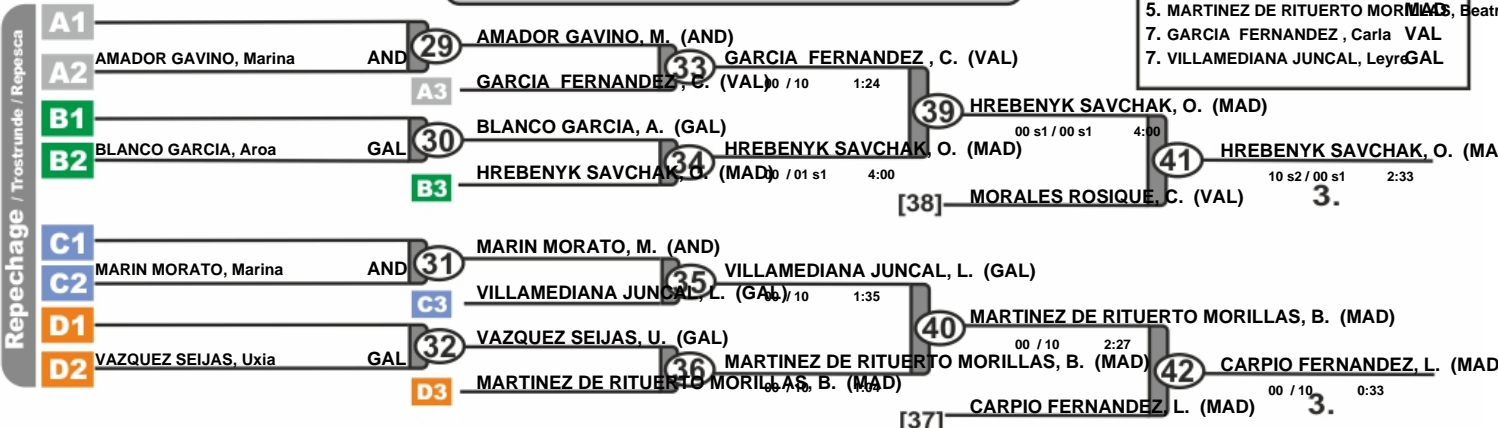 5. MARTINEZ DE RITUERTO MORILLAS, Beatr MAD
7. GARCIA FERNANDEZ , Carla VAL
7. VILLAMEDIANA JUNCAL, Leyre GAL
Repechage / Trostrunde / Repesca
A1
AMADOR GAVINO, Marina AND
A2
29
AMADOR GAVINO, M. (AND)
A3
GARCIA FERNANDEZ , C. (VAL)
33
GARCIA FERNANDEZ , C. (VAL)
00 / 10 1:24
B1
BLANCO GARCIA, Aroa GAL
B2
30
BLANCO GARCIA, A. (GAL)
B3
HREBENYK SAVCHAK, O. (MAD)
34
HREBENYK SAVCHAK, O. (MAD)
00 / 01 s1 4:00
39
HREBENYK SAVCHAK, O. (MAD)
00 s1 / 00 s1 4:00
[38]
MORALES ROSIQUE, C. (VAL)
41
HREBENYK SAVCHAK, O. (MA
10 s2 / 00 s1 2:33
3.
C1
MARIN MORATO, Marina AND
C2
31
MARIN MORATO, M. (AND)
C3
VILLAMEDIANA JUNCAL, L. (GAL)
35
VILLAMEDIANA JUNCAL, L. (GAL)
00 / 10 1:35
D1
VAZQUEZ SEIJAS, Uxia GAL
D2
32
VAZQUEZ SEIJAS, U. (GAL)
D3
MARTINEZ DE RITUERTO MORILLAS, B. (MAD)
36
MARTINEZ DE RITUERTO MORILLAS, B. (MAD)
00 / 10 1:04
40
MARTINEZ DE RITUERTO MORILLAS, B. (MAD)
00 / 10 2:27
[37]
CARPIO FERNANDEZ, L. (MAD)
42
CARPIO FERNANDEZ, L. (MAD
00 / 10 0:33
3.